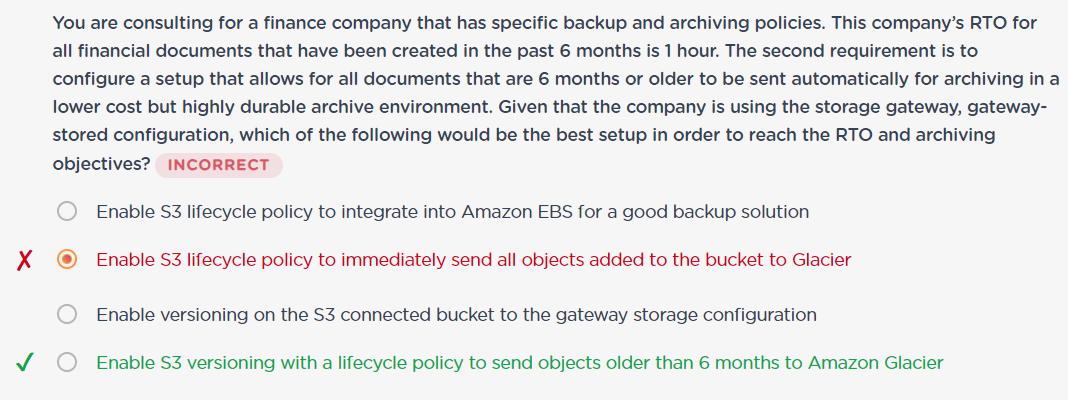 You are consulting for a finance company that has specific backup and archiving policies. This company’s RTO for
all financial documents that have been created in the past 6 months is 1 hour. The second requirement is to
configure a setup that allows for all documents that are 6 months or older to be sent automatically for archiving in a
lower cost but highly durable archive environment. Given that the company is using the storage gateway, gateway-
stored configuration, which of the following would be the best setup in order to reach the RTO and archiving
objectives? INCORRECT
Enable S3 lifecycle policy to integrate into Amazon EBS for a good backup solution
✗ Enable S3 lifecycle policy to immediately send all objects added to the bucket to Glacier
Enable versioning on the S3 connected bucket to the gateway storage configuration
✓ Enable S3 versioning with a lifecycle policy to send objects older than 6 months to Amazon Glacier